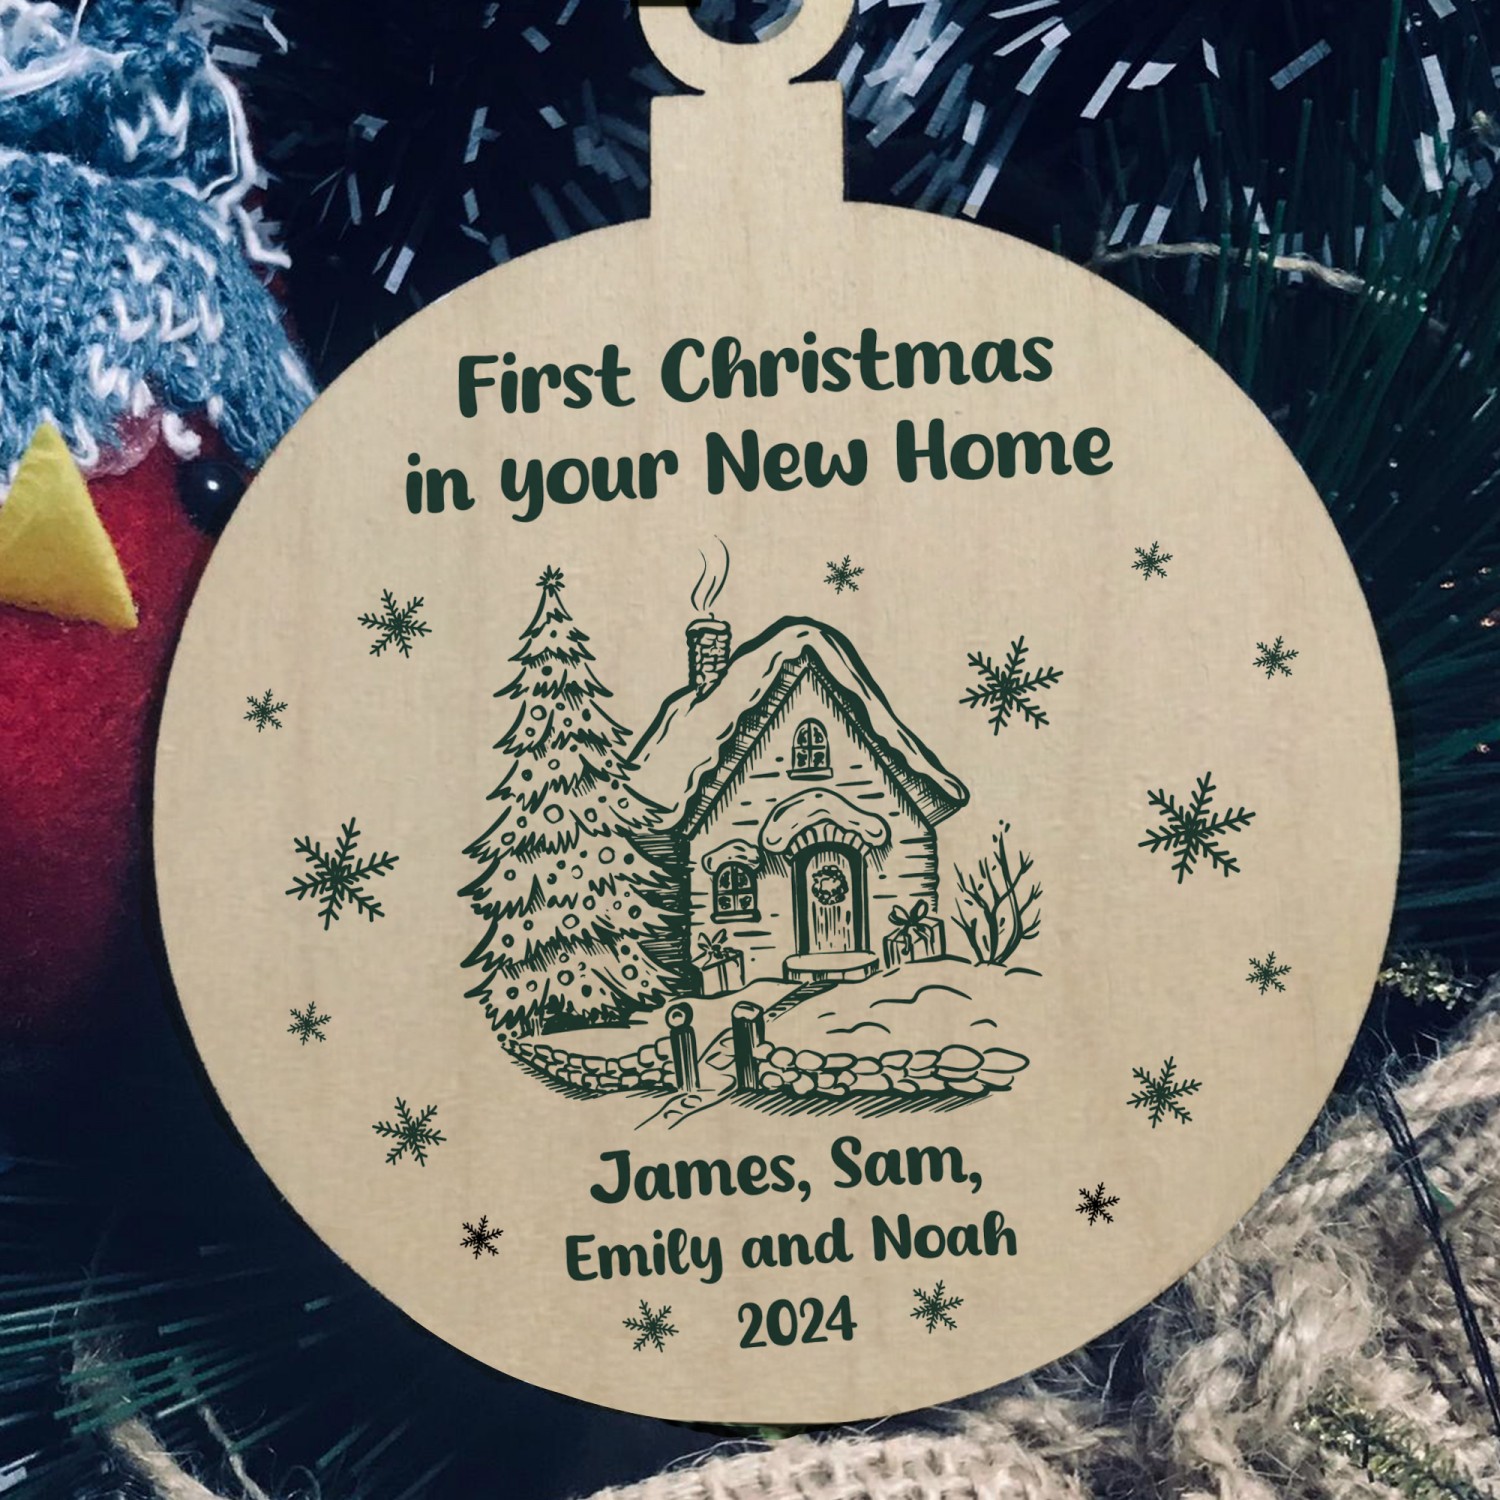 First Christmas
in your New Home
James, Sam,
Emily and Noah
2024